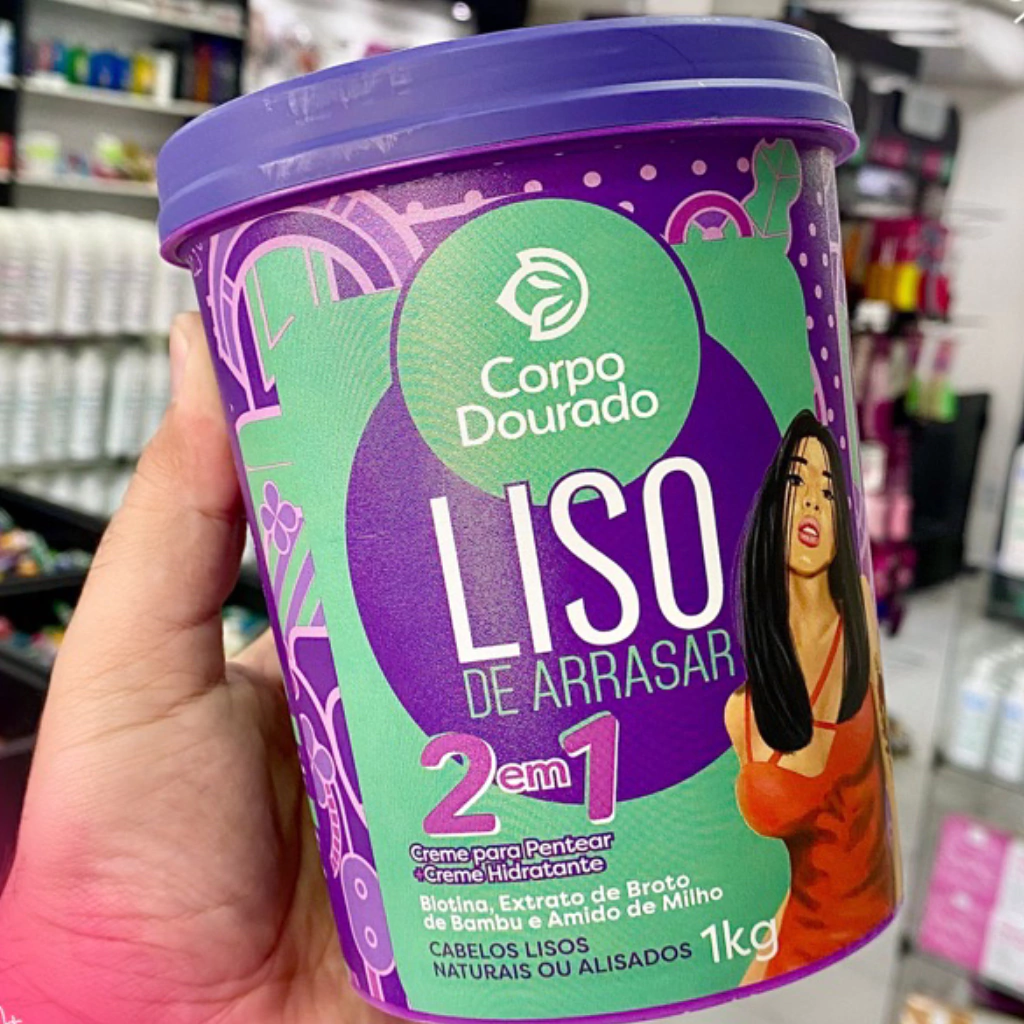 Corpo
Dourado
LISO
DE ARRASAR
2 em 1
Creme para Pentear
+Creme Hidratante
Biotina, Extrato de Broto
de Bambu e Amido de Milho
CABELOS LISOS
NATURAIS OU ALISADOS
1kg